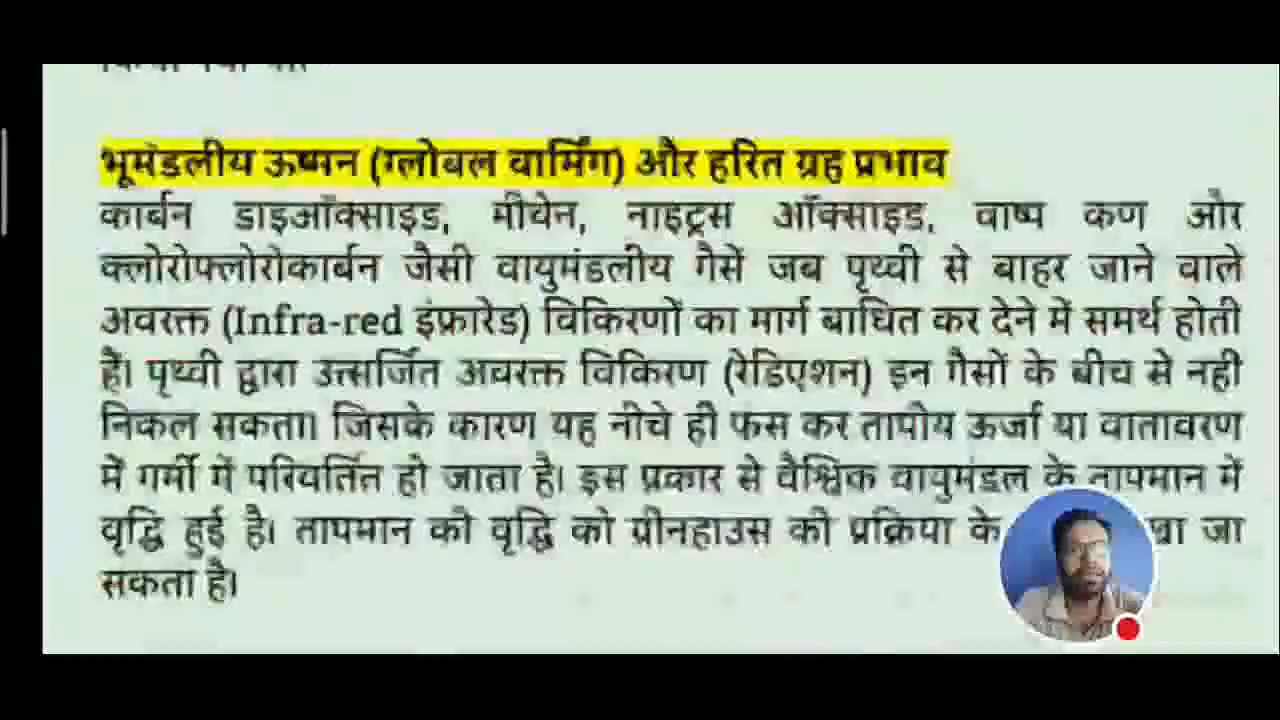 भूमंडलीय ऊष्मन (ग्लोबल वार्मिंग) और हरित ग्रह प्रभाव
कार्बन डाइऑक्साइड, मीथेन, नाइट्रस ऑक्साइड, वाष्प कण और
क्लोरोफ्लोरोकार्बन जैसी वायुमंडलीय गैसें जब पृथ्वी से बाहर जाने वाले
अवरक्त (Infra-red इंफ्रारेड) विकिरणों का मार्ग बाधित कर देने में समर्थ होती
है। पृथ्वी द्वारा उत्सर्जित अवरक्त विकिरण (रेडिएशन) इन गैसों के बीच से नही
निकल सकता। जिसके कारण यह नीचे ही फंस कर तापीय ऊर्जा या वातावरण
में गर्मी में परिवर्तित हो जाता है। इस प्रकार से वैश्विक वायुमंडल के तापमान में
वृद्धि हुई है। तापमान की वृद्धि को ग्रीनहाउस की प्रक्रिया के जा
सकता है।